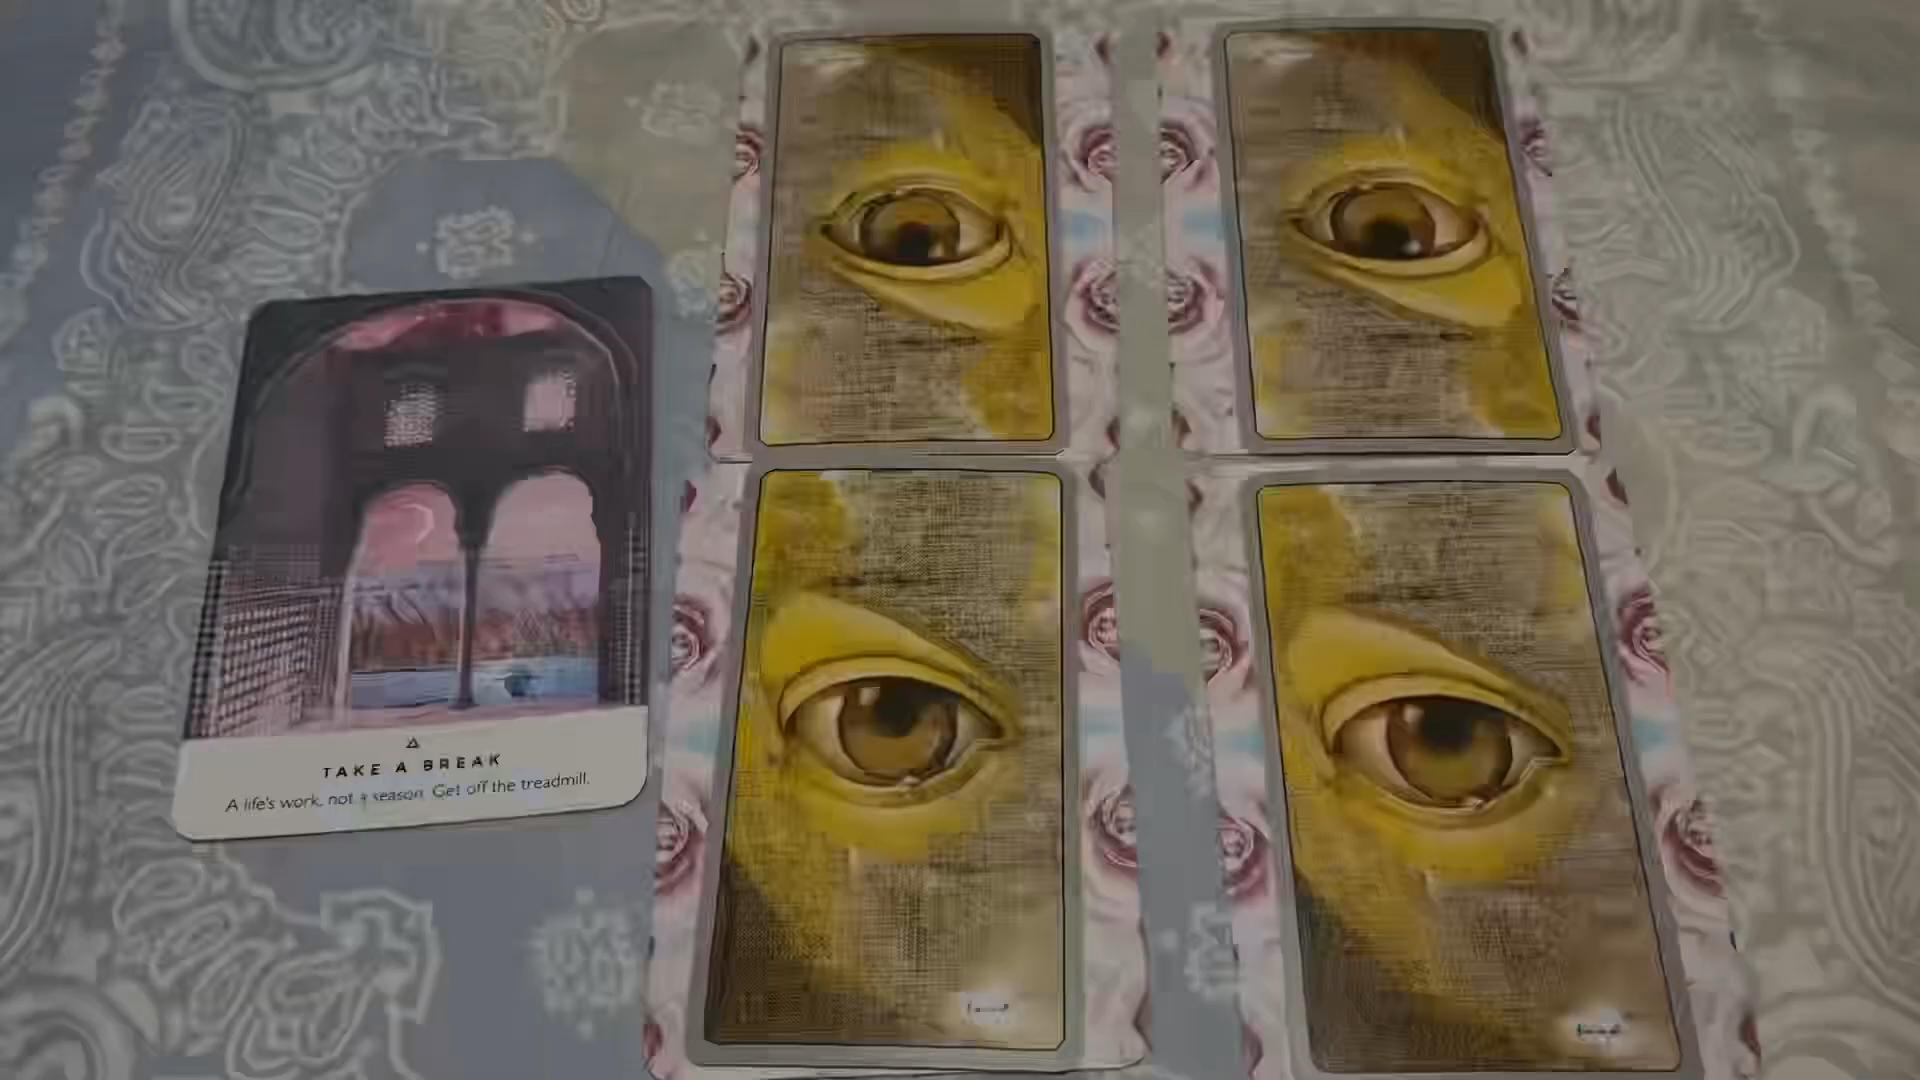 TAKE A BREAK
A life's work, not a season. Get off the treadmill.